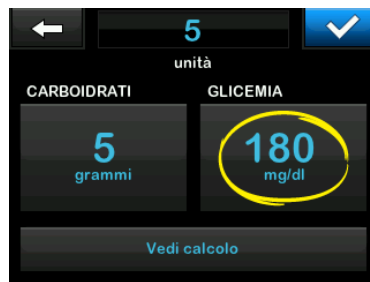 5
unità
CARBOIDRATI GLICEMIA
5 180
grammi mg/dl
Vedi calcolo